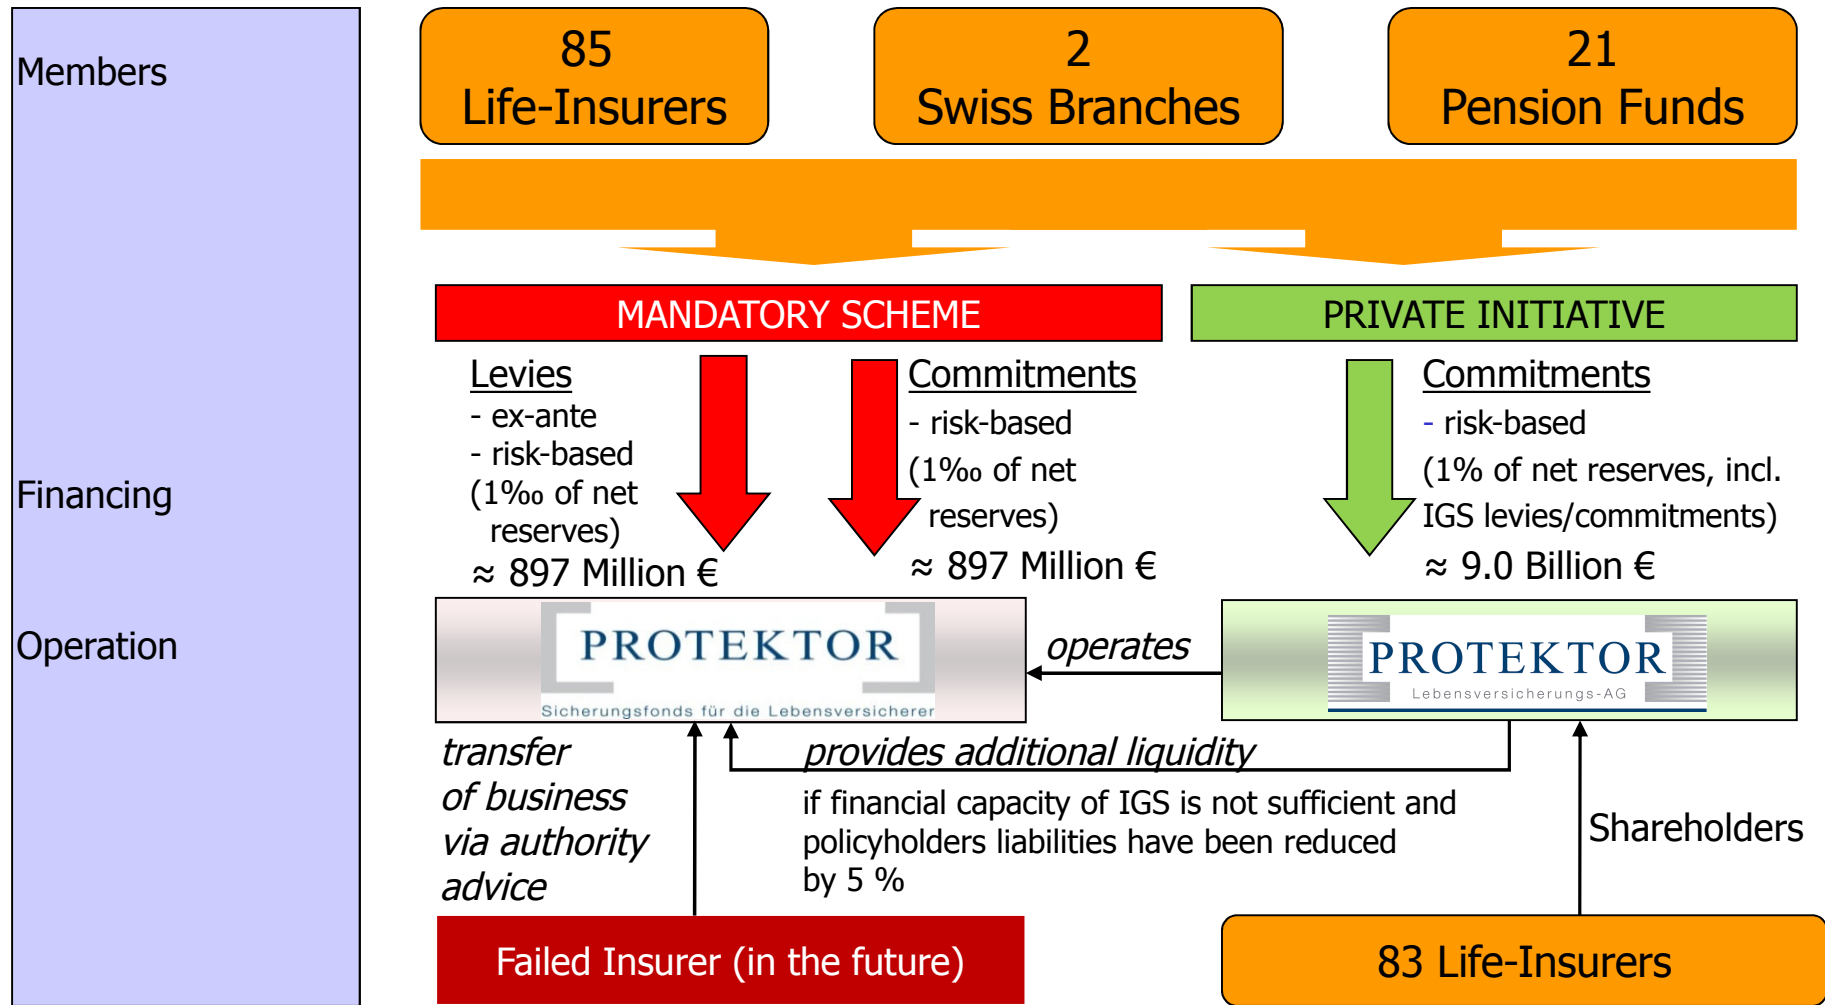 Members
85
Life-Insurers
2
Swiss Branches
21
Pension Funds
MANDATORY SCHEME
PRIVATE INITIATIVE
Financing
Levies
- ex-ante
- risk-based
(1‰ of net
reserves)
≈ 897 Million €
Commitments
- risk-based
(1‰ of net
reserves)
≈ 897 Million €
Commitments
- risk-based
(1% of net reserves, incl.
IGS levies/commitments)
≈ 9.0 Billion €
Operation
PROTEKTOR
Sicherungsfonds für die Lebensversicherer
operates
PROTEKTOR
Lebensversicherungs-AG
transfer
of business
via authority
advice
provides additional liquidity
if financial capacity of IGS is not sufficient and
policyholders liabilities have been reduced
by 5 %
Shareholders
Failed Insurer (in the future)
83 Life-Insurers